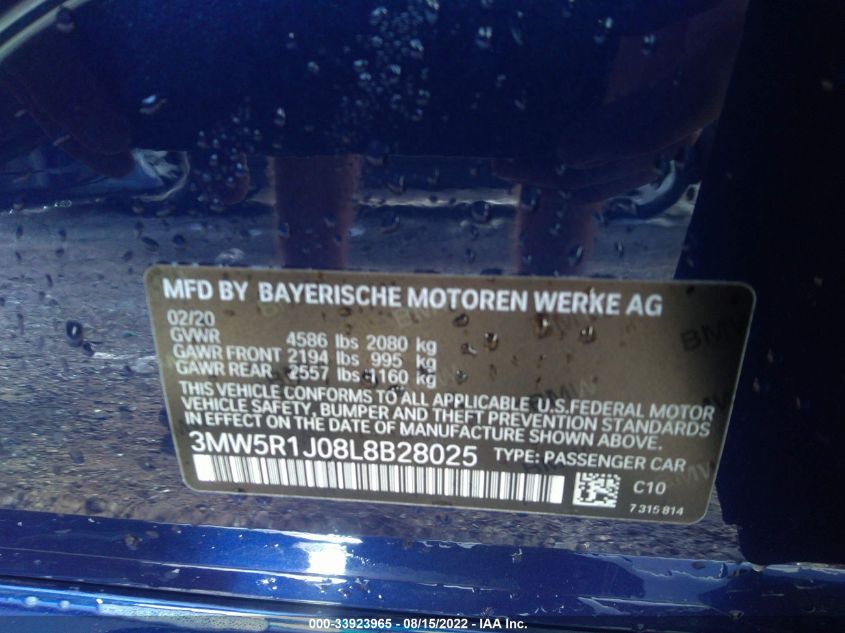 MFD BY BAYERISCHE MOTOREN WERKE AG
02/20
GVWR 4586 lbs 2080 kg
GAWR FRONT 2194 lbs 995 kg
GAWR REAR 2557 lbs 1160 kg
THIS VEHICLE CONFORMS TO ALL APPLICABLE U.S.FEDERAL MOTOR
VEHICLE SAFETY, BUMPER AND THEFT PREVENTION STANDARDS
IN EFFECT ON THE DATE OF MANUFACTURE SHOWN ABOVE.
3MW5R1J08L8B28025 TYPE: PASSENGER CAR
C10
7 315 814
BMW
000-33923965 - 08/15/2022 - IAA Inc.